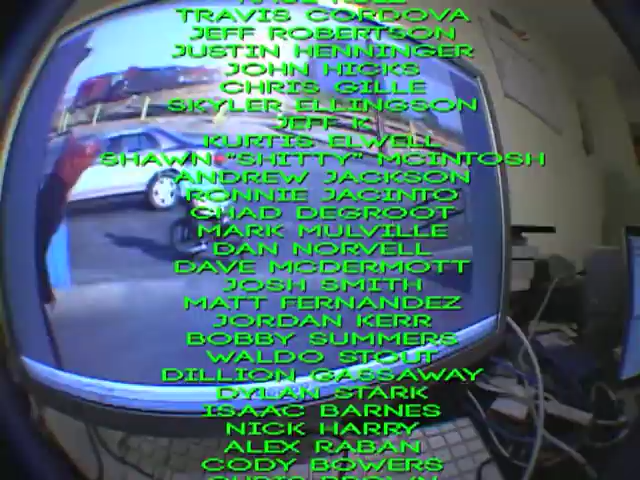 TRAVIS CORDOVA
JEFF ROBERTSON
JUSTIN HENNINGER
JOHN HICKS
CHRIS GILLE
SKYLER ELLINGSON
JEFF K
KURTIS ELWELL
SHAWN "SHITTY" MCINTOSH
ANDREW JACKSON
RONNIE JACINTO
CHAD DEGROOT
MARK MULVILLE
DAN NORVELL
DAVE MCDERMOTT
JOSH SMITH
MATT FERNANDEZ
JORDAN KERR
BOBBY SUMMERS
WALDO STOUT
DILLION GASSAWAY
DYLAN STARK
ISAAC BARNES
NICK HARRY
ALEX RABAN
CODY BOWERS
CHRIS BROWN